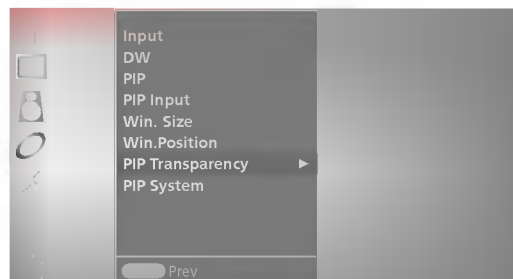 Input
DW
PIP
PIP Input
Win. Size
Win.Position
PIP Transparency
PIP System
Prev